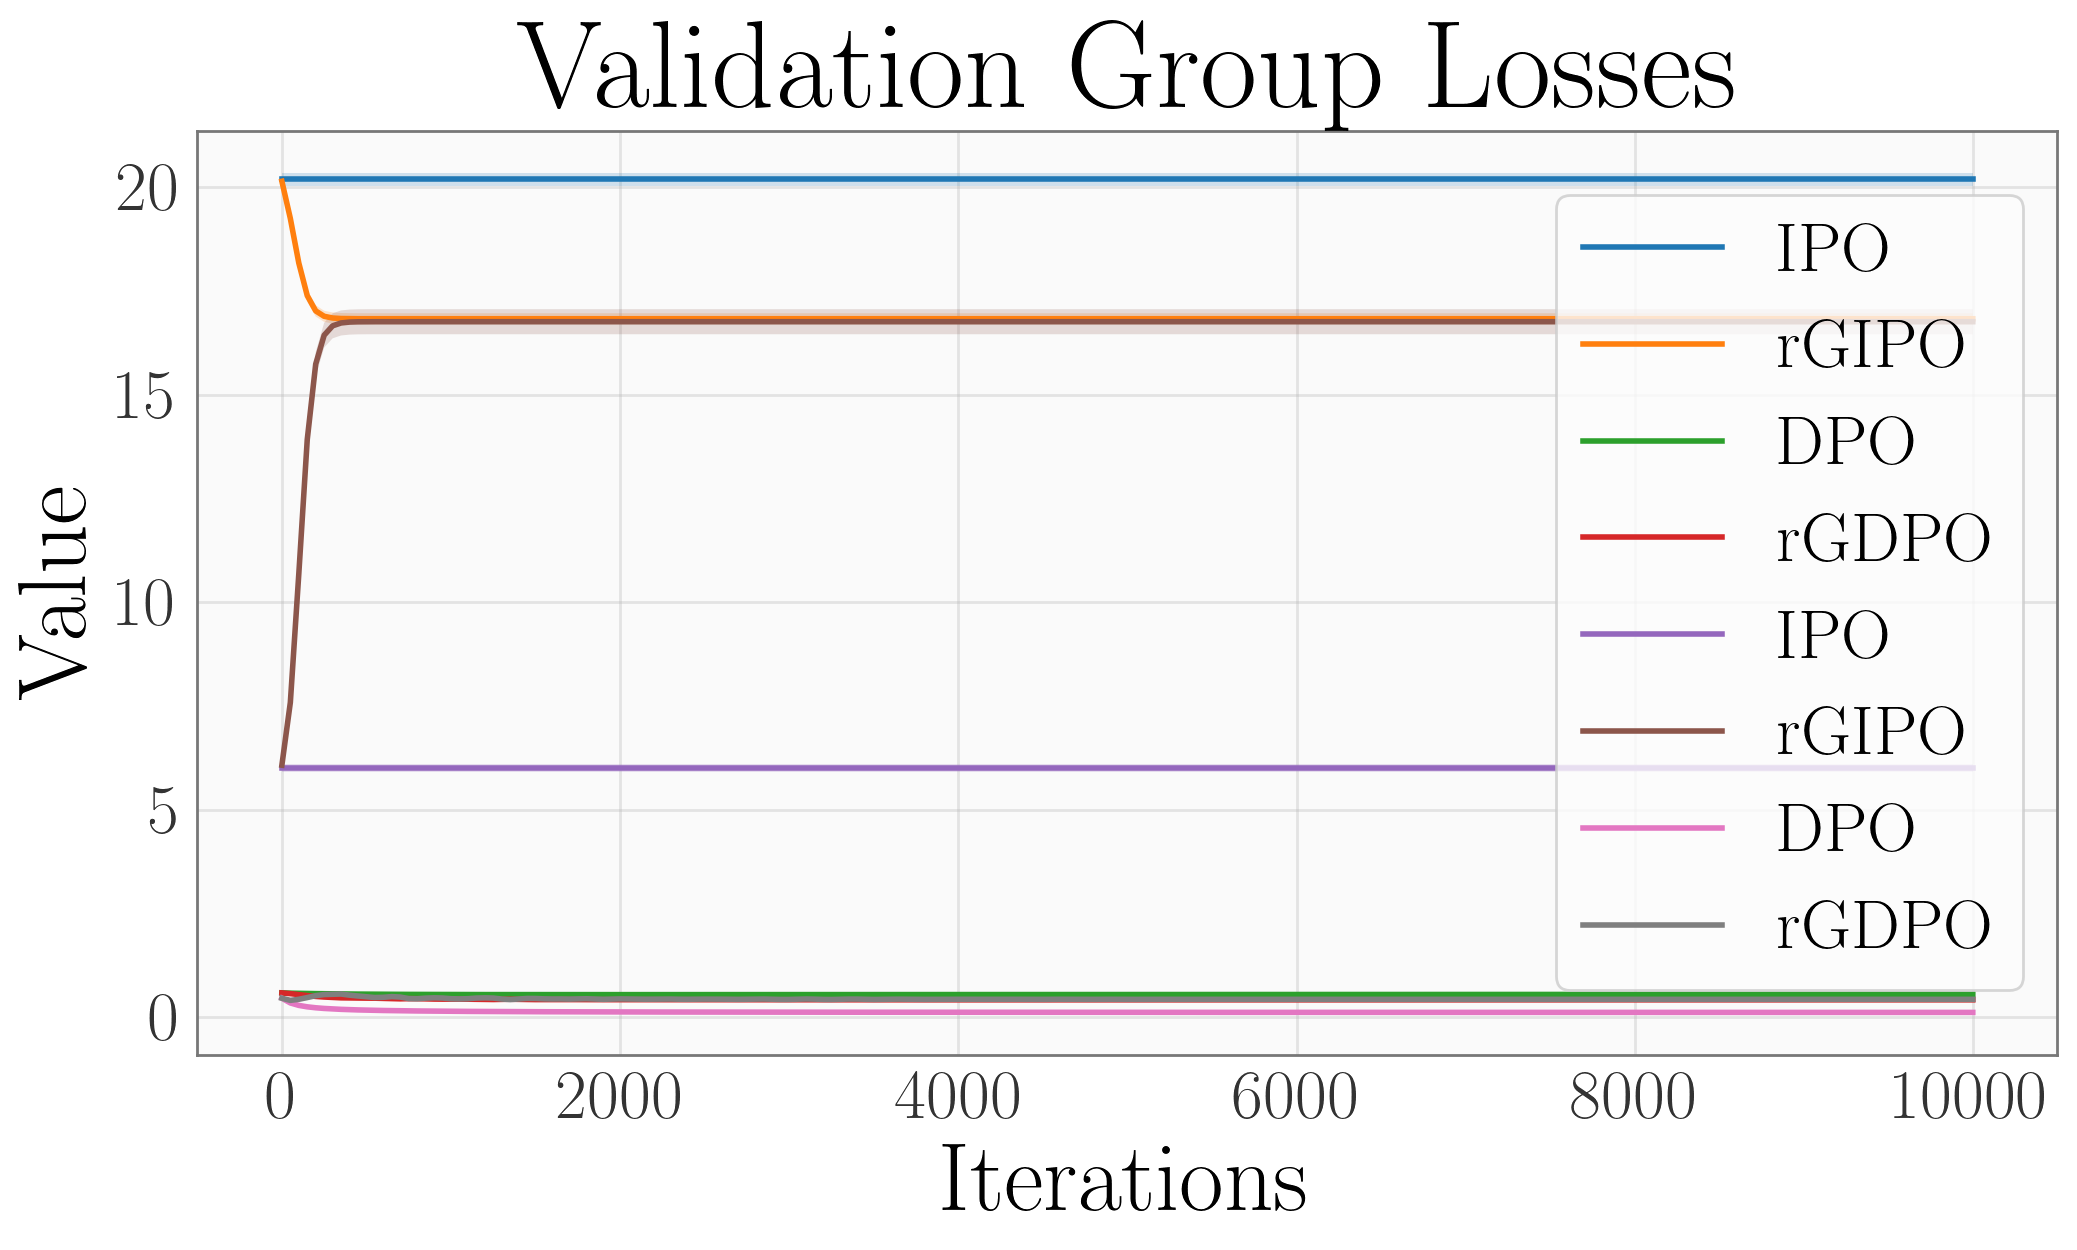 Validation Group Losses
Value
20
15
10
5
0
IPO
rGIPO
DPO
rGDPO
IPO
rGIPO
DPO
rGDPO
0 2000 4000 6000 8000 10000
Iterations